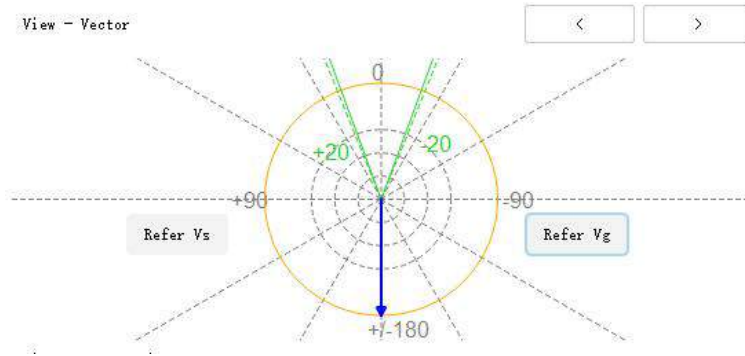 View - Vector
<
>
0
+20
-20
+90
-90
Refer Vs
Refer Vg
+/-180